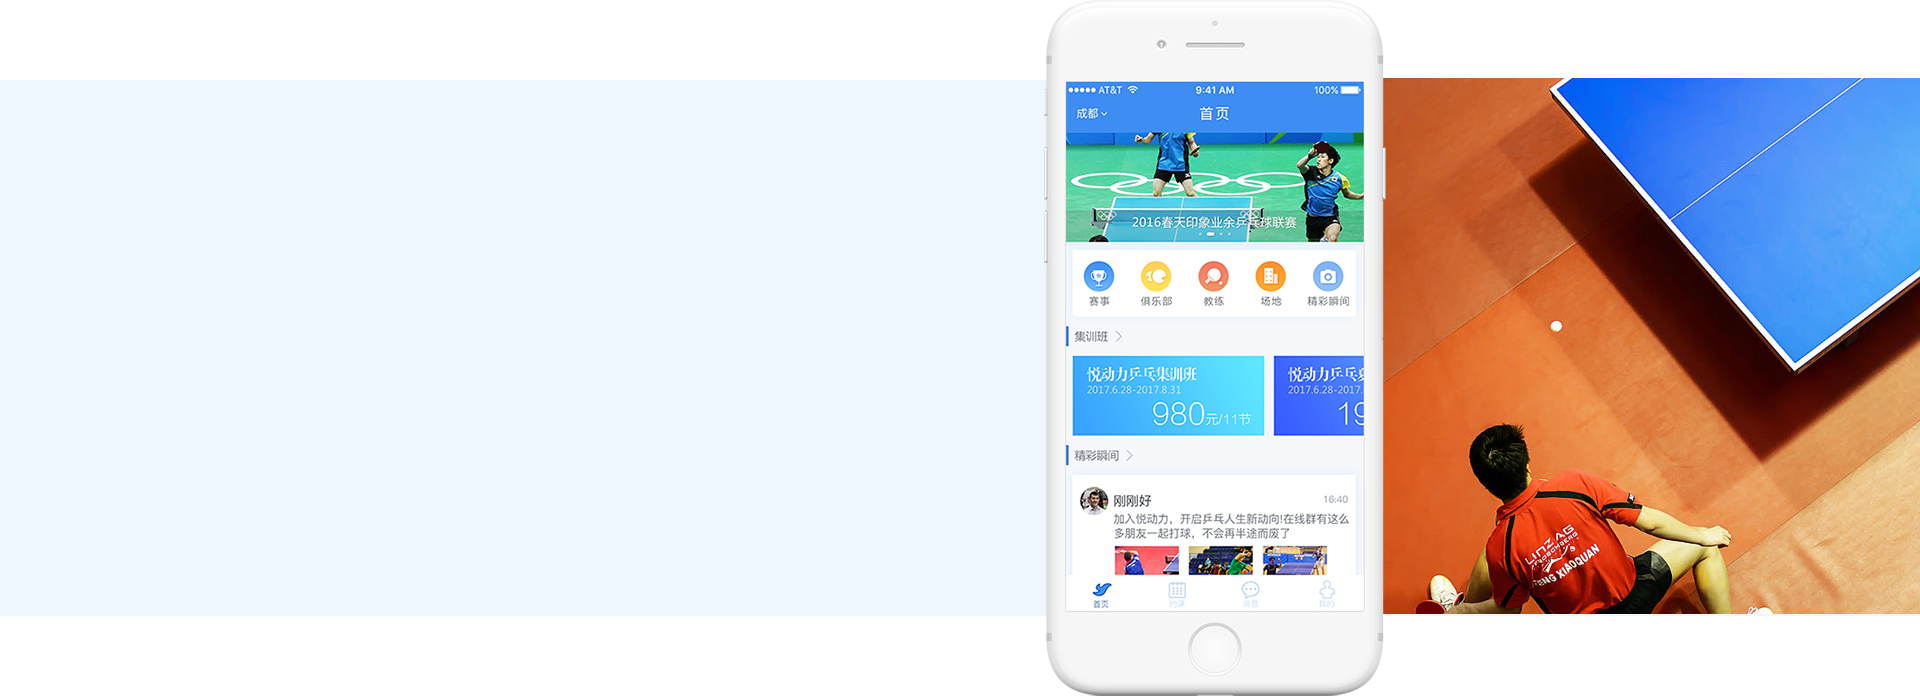 AT&T
9:41 AM
100%
成都
首页
2016春天印象业余乒乓球联赛
赛事
俱乐部
教练
场地
精彩瞬间
集训班
悦动力乒乓集训班
2017.6.28-2017.8.31
980元/11节
悦动力乒乓
2017.6.28-2017.
19
精彩瞬间
刚刚好
16:40
加入悦动力，开启乒乓人生新动向!在线群有这么
多朋友一起打球，不会再半途而废了
首页
约课
消息
我的
LINZ AG
FROSCHBERG
FENG XIAOQUAN